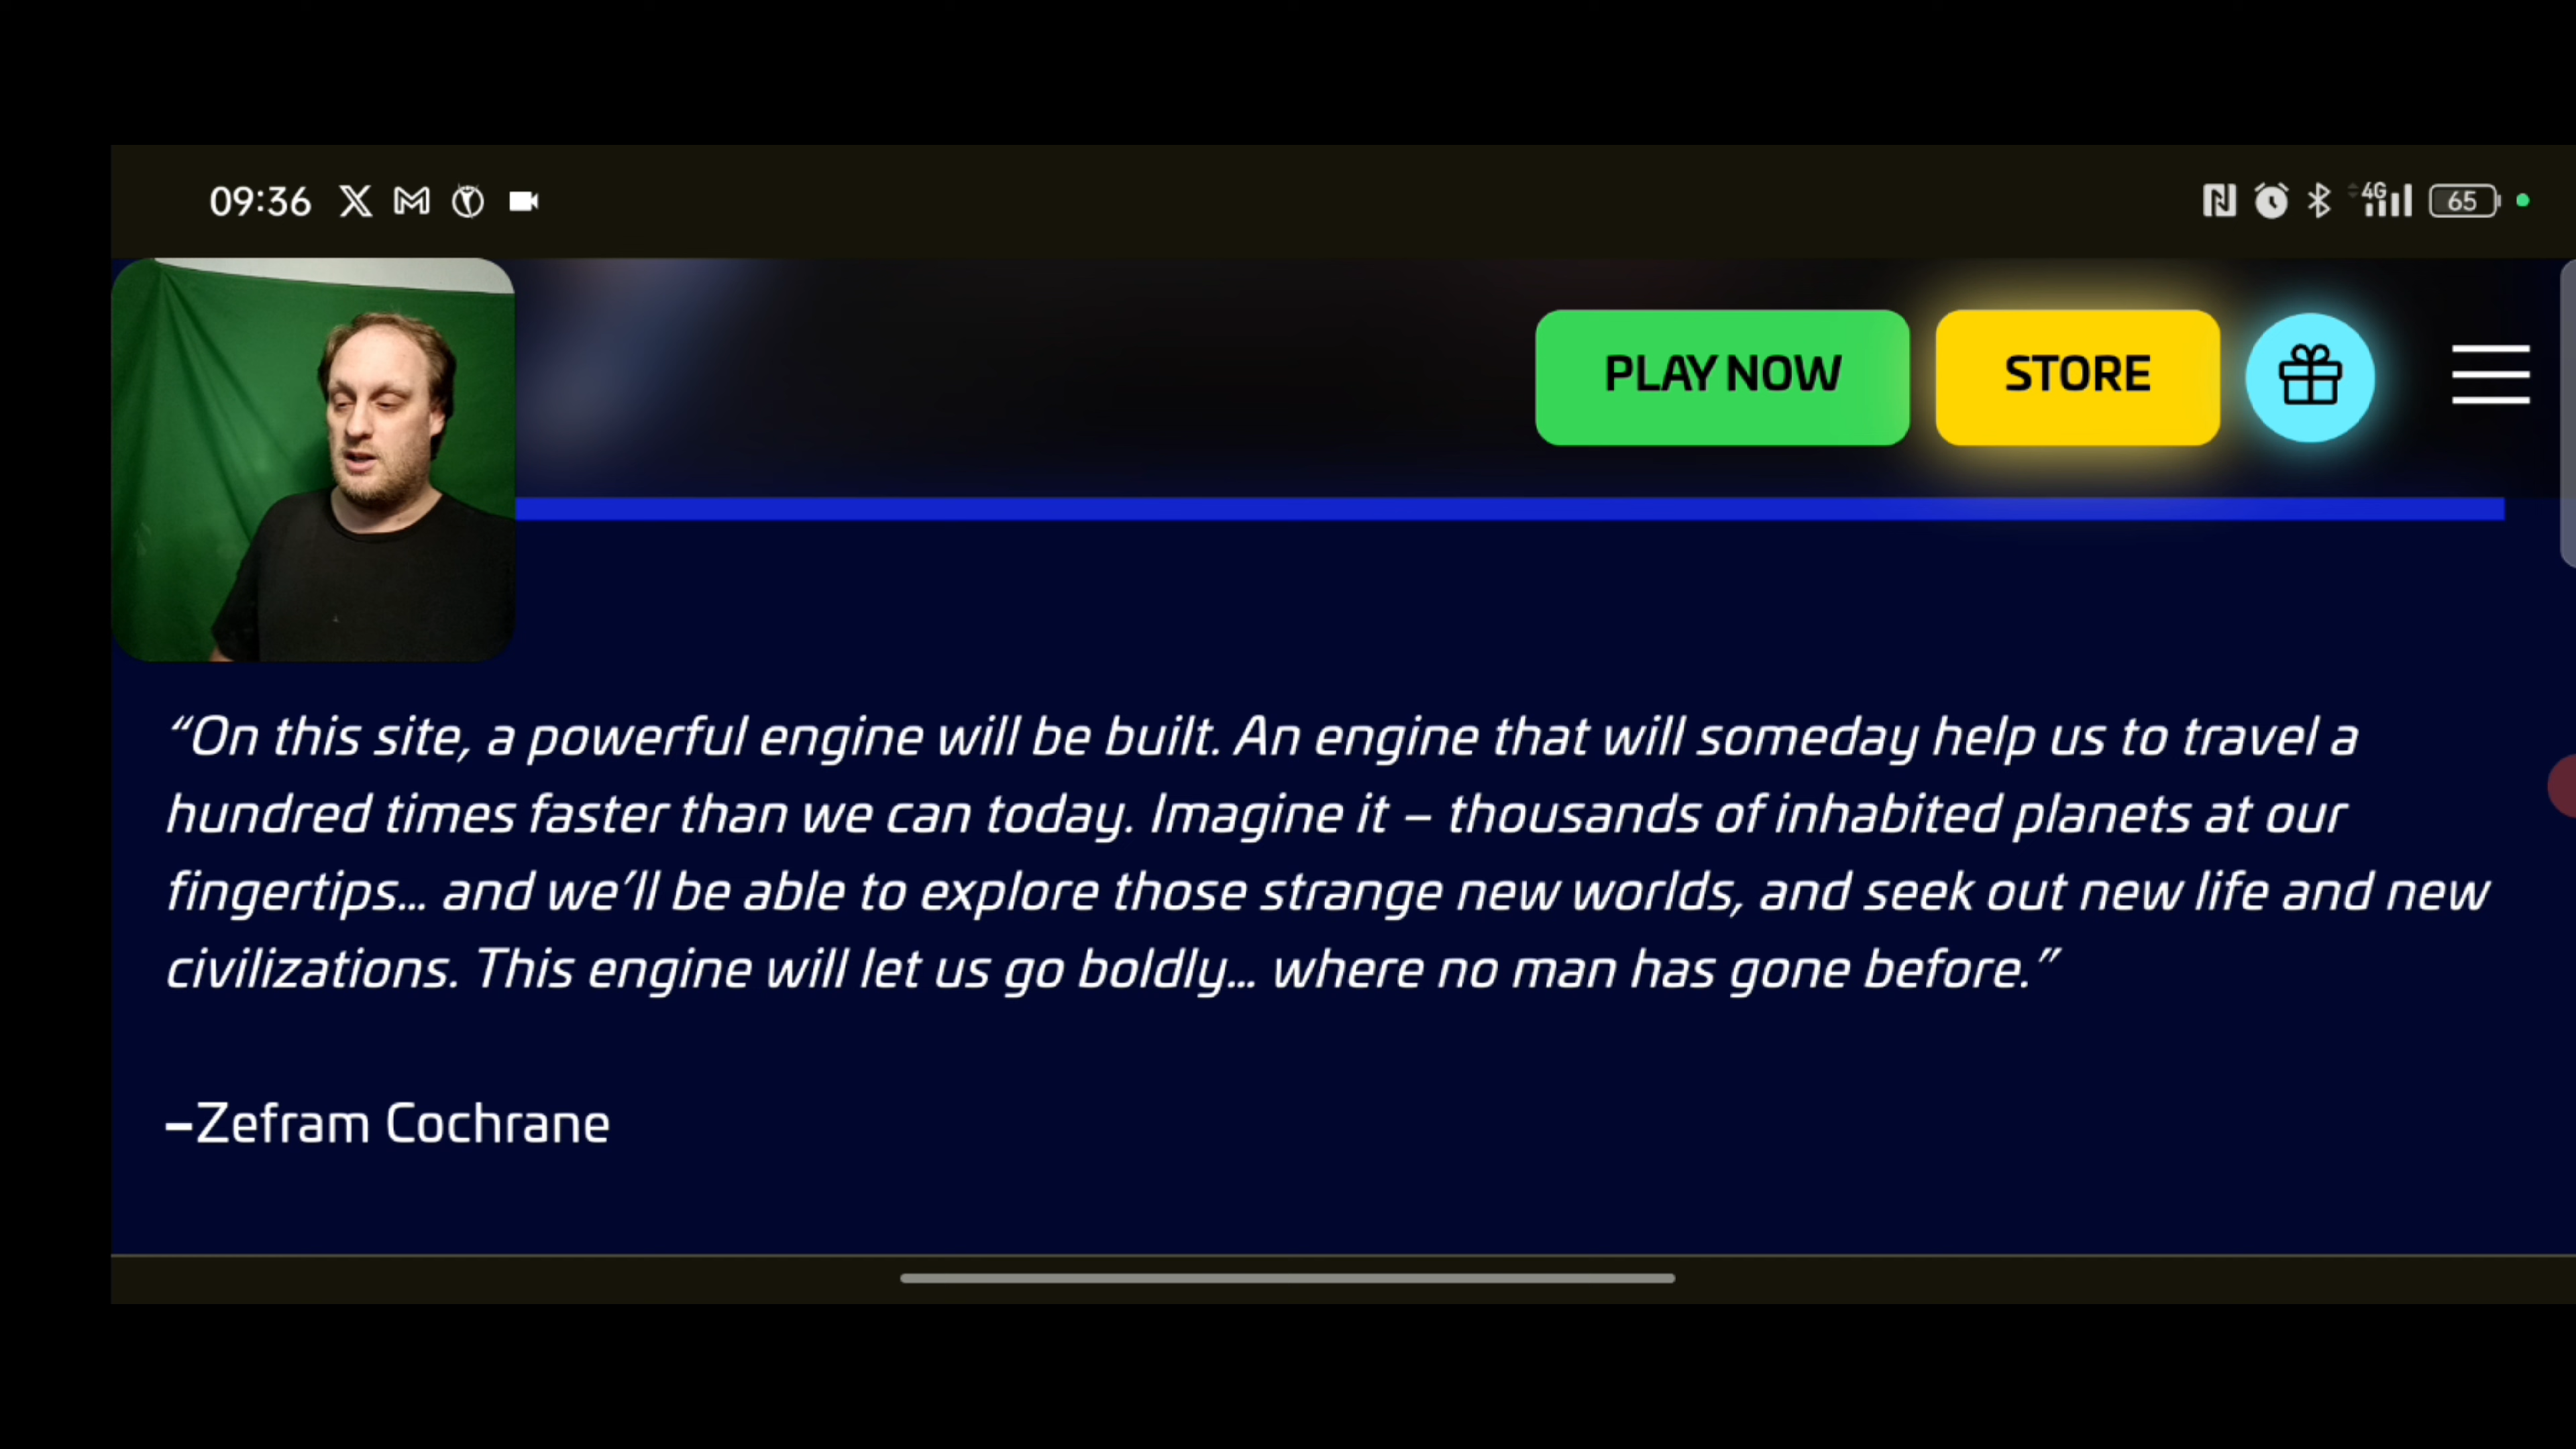 09:36
4G
65
PLAY NOW
STORE
“On this site, a powerful engine will be built. An engine that will someday help us to travel a
hundred times faster than we can today. Imagine it – thousands of inhabited planets at our
fingertips... and we’ll be able to explore those strange new worlds, and seek out new life and new
civilizations. This engine will let us go boldly... where no man has gone before.”
–Zefram Cochrane